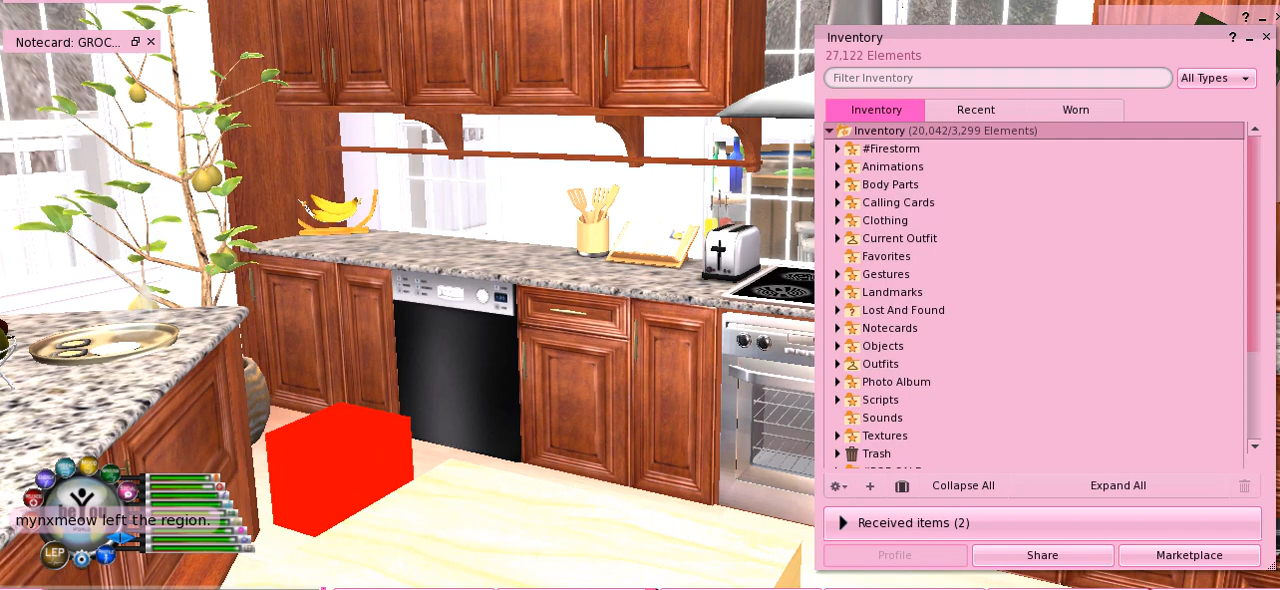 Notecard: GROC...
Inventory
27,122 Elements
Filter Inventory
All Types
Inventory Recent Worn
Inventory (20,042/3,299 Elements)
#Firestorm
Animations
Body Parts
Calling Cards
Clothing
Current Outfit
Favorites
Gestures
Landmarks
Lost And Found
Notecards
Objects
Outfits
Photo Album
Scripts
Sounds
Textures
Trash
Collapse All Expand All
Received items (2)
Profile Share Marketplace
beYou
mynxmeow left the region.
LEP